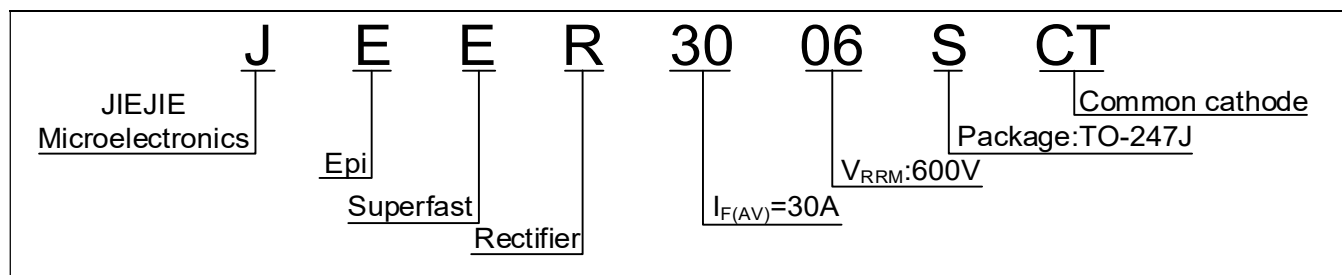 J E E R 30 06 S CT
JIEJIE
Microelectronics
Common cathode
Package:TO-247J
Epi
VRRM:600V
Superfast
IF(AV)=30A
Rectifier